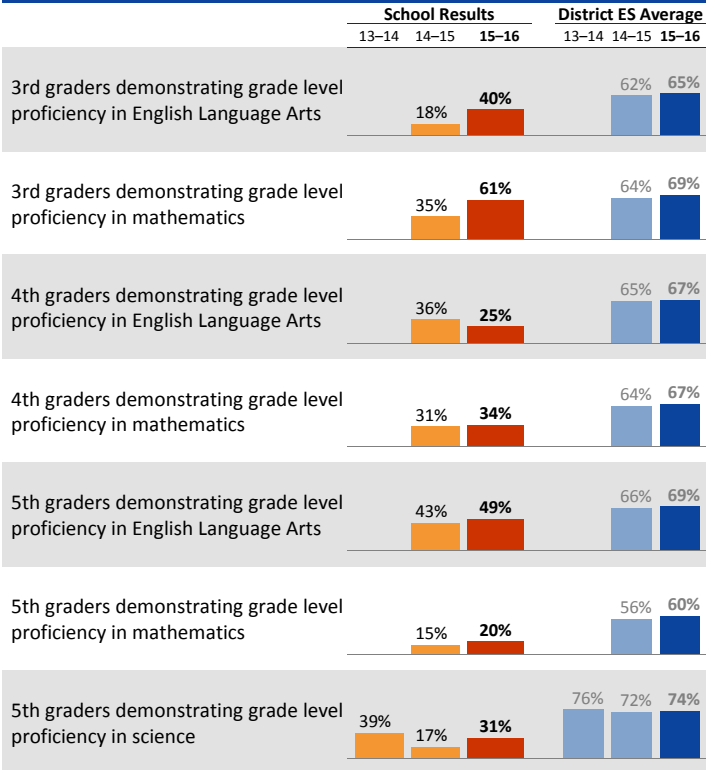 School Results District ES Average
13–14 14–15 15–16 13–14 14–15 15–16
3rd graders demonstrating grade level
proficiency in English Language Arts
18% 40% 62% 65%
3rd graders demonstrating grade level
proficiency in mathematics
35% 61% 64% 69%
4th graders demonstrating grade level
proficiency in English Language Arts
36% 25% 65% 67%
4th graders demonstrating grade level
proficiency in mathematics
31% 34% 64% 67%
5th graders demonstrating grade level
proficiency in English Language Arts
43% 49% 66% 69%
5th graders demonstrating grade level
proficiency in mathematics
15% 20% 56% 60%
5th graders demonstrating grade level
proficiency in science
39% 17% 31% 76% 72% 74%